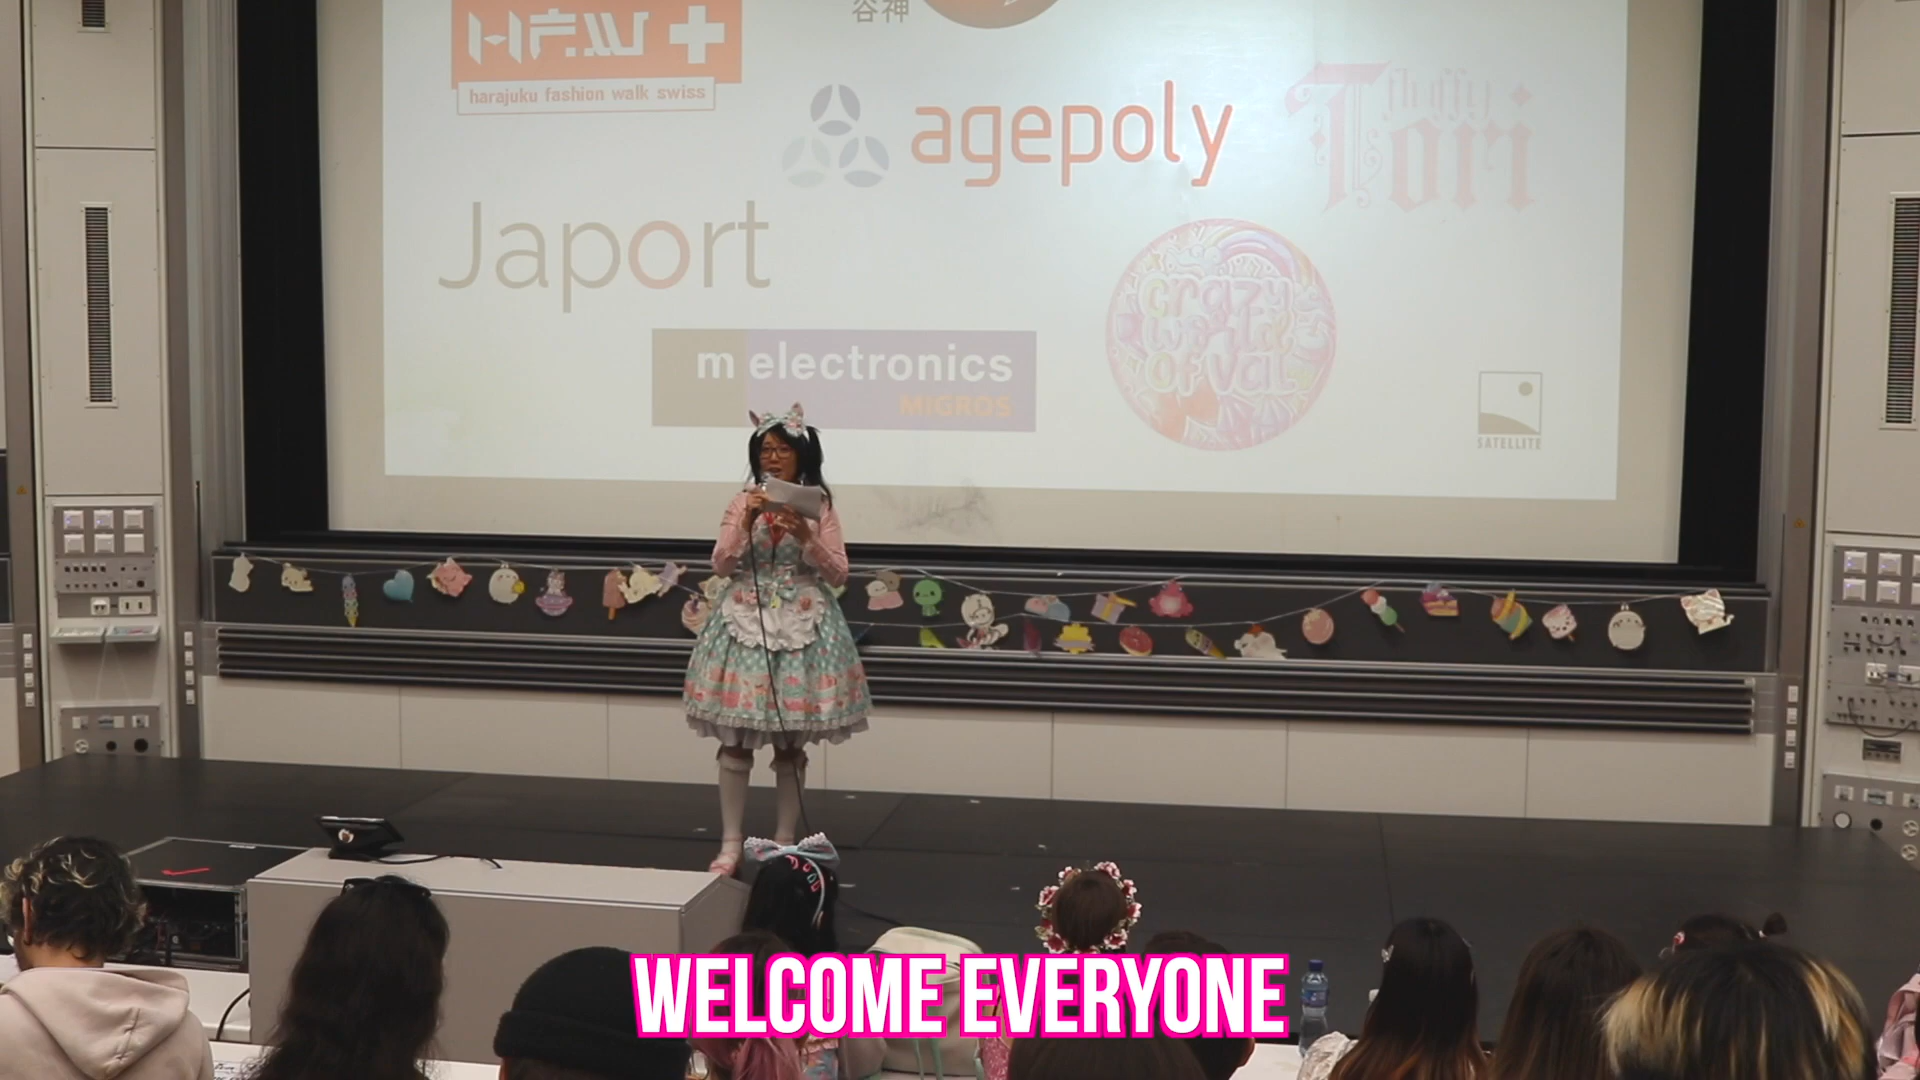 谷神
HFW+
harajuku fashion walk swiss
agepoly
fluffy
Tori
Japort
crazy
world
of val
m electronics
MIGROS
SATELLITE
WELCOME EVERYONE